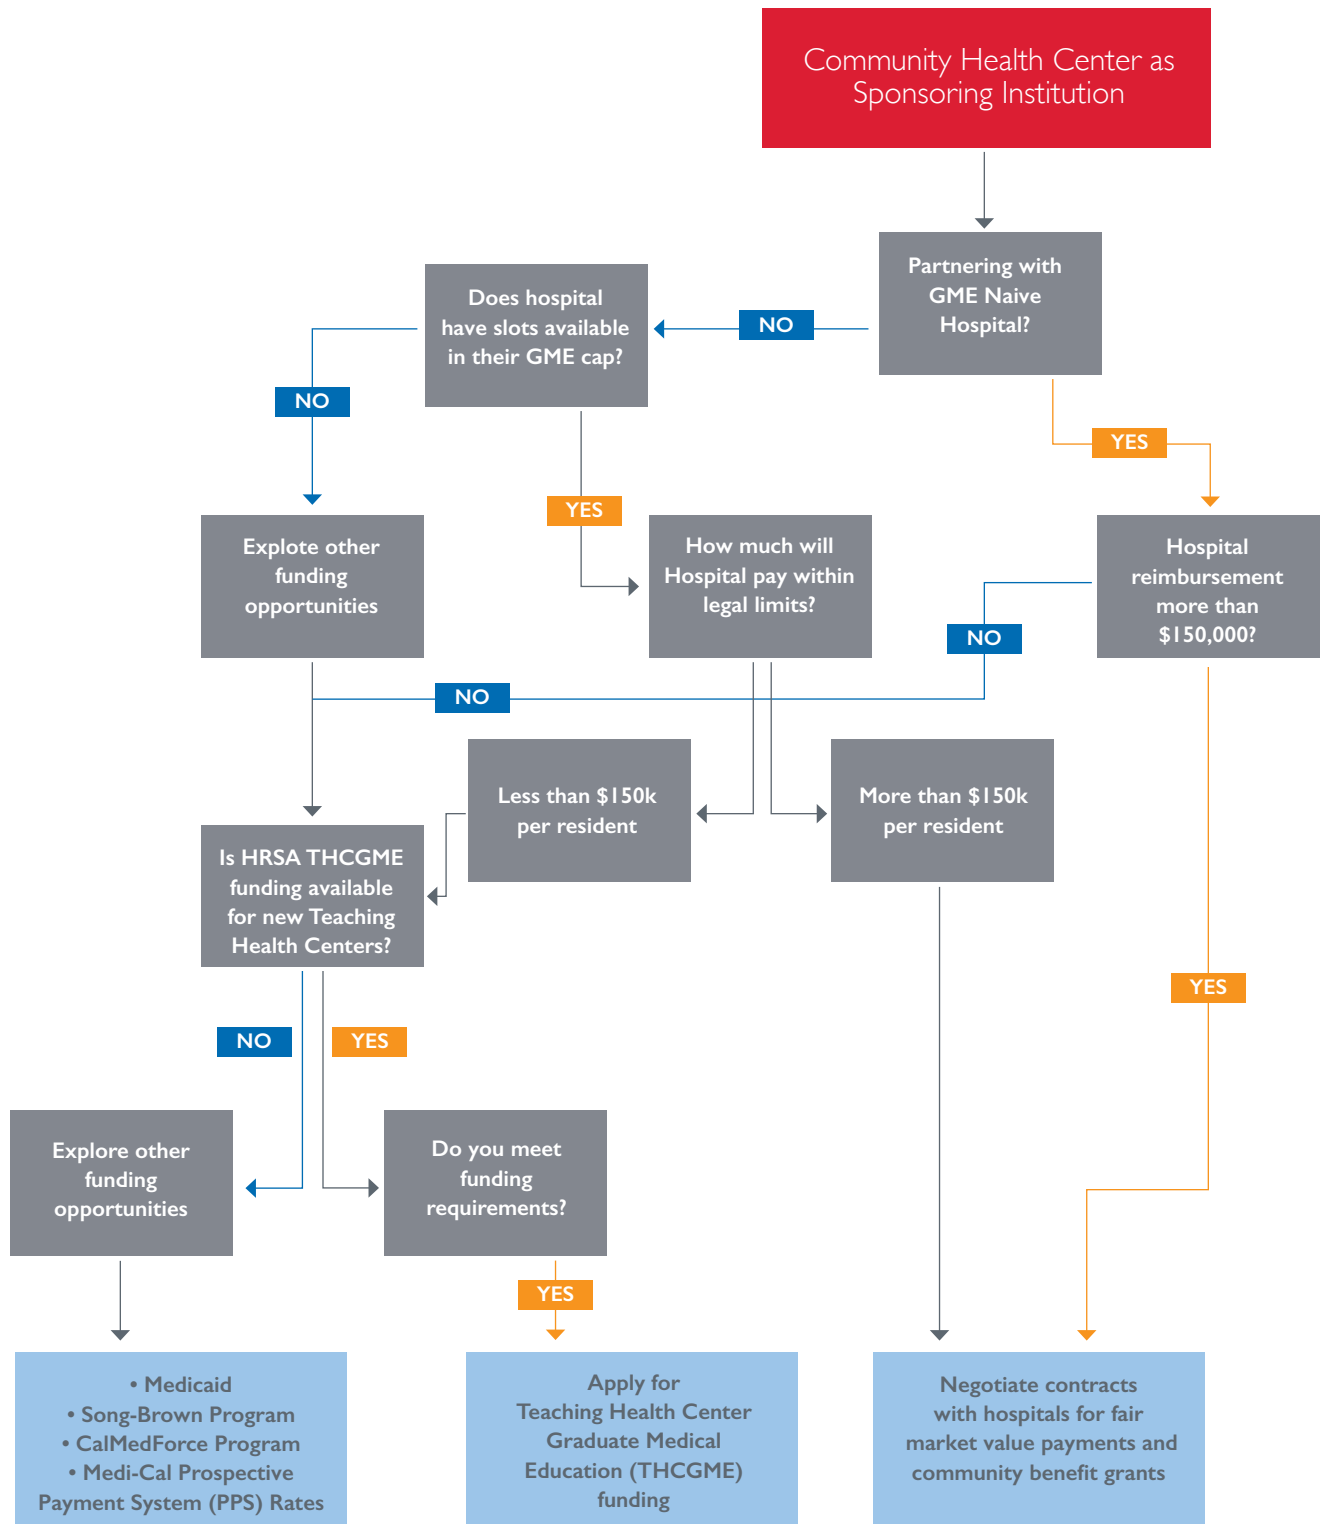 Community Health Center as
Sponsoring Institution
Partnering with
GME Naive
Hospital?
Does hospital
have slots available
in their GME cap?
NO
NO
YES
YES
Explote other
funding
opportunities
How much will
Hospital pay within
legal limits?
Hospital
reimbursement
more than
$150,000?
NO
NO
Less than $150k
per resident
More than $150k
per resident
Is HRSA THCGME
funding available
for new Teaching
Health Centers?
YES
NO
YES
Explore other
funding
opportunities
Do you meet
funding
requirements?
YES
• Medicaid
• Song-Brown Program
• CalMedForce Program
• Medi-Cal Prospective
Payment System (PPS) Rates
Apply for
Teaching Health Center
Graduate Medical
Education (THCGME)
funding
Negotiate contracts
with hospitals for fair
market value payments and
community benefit grants